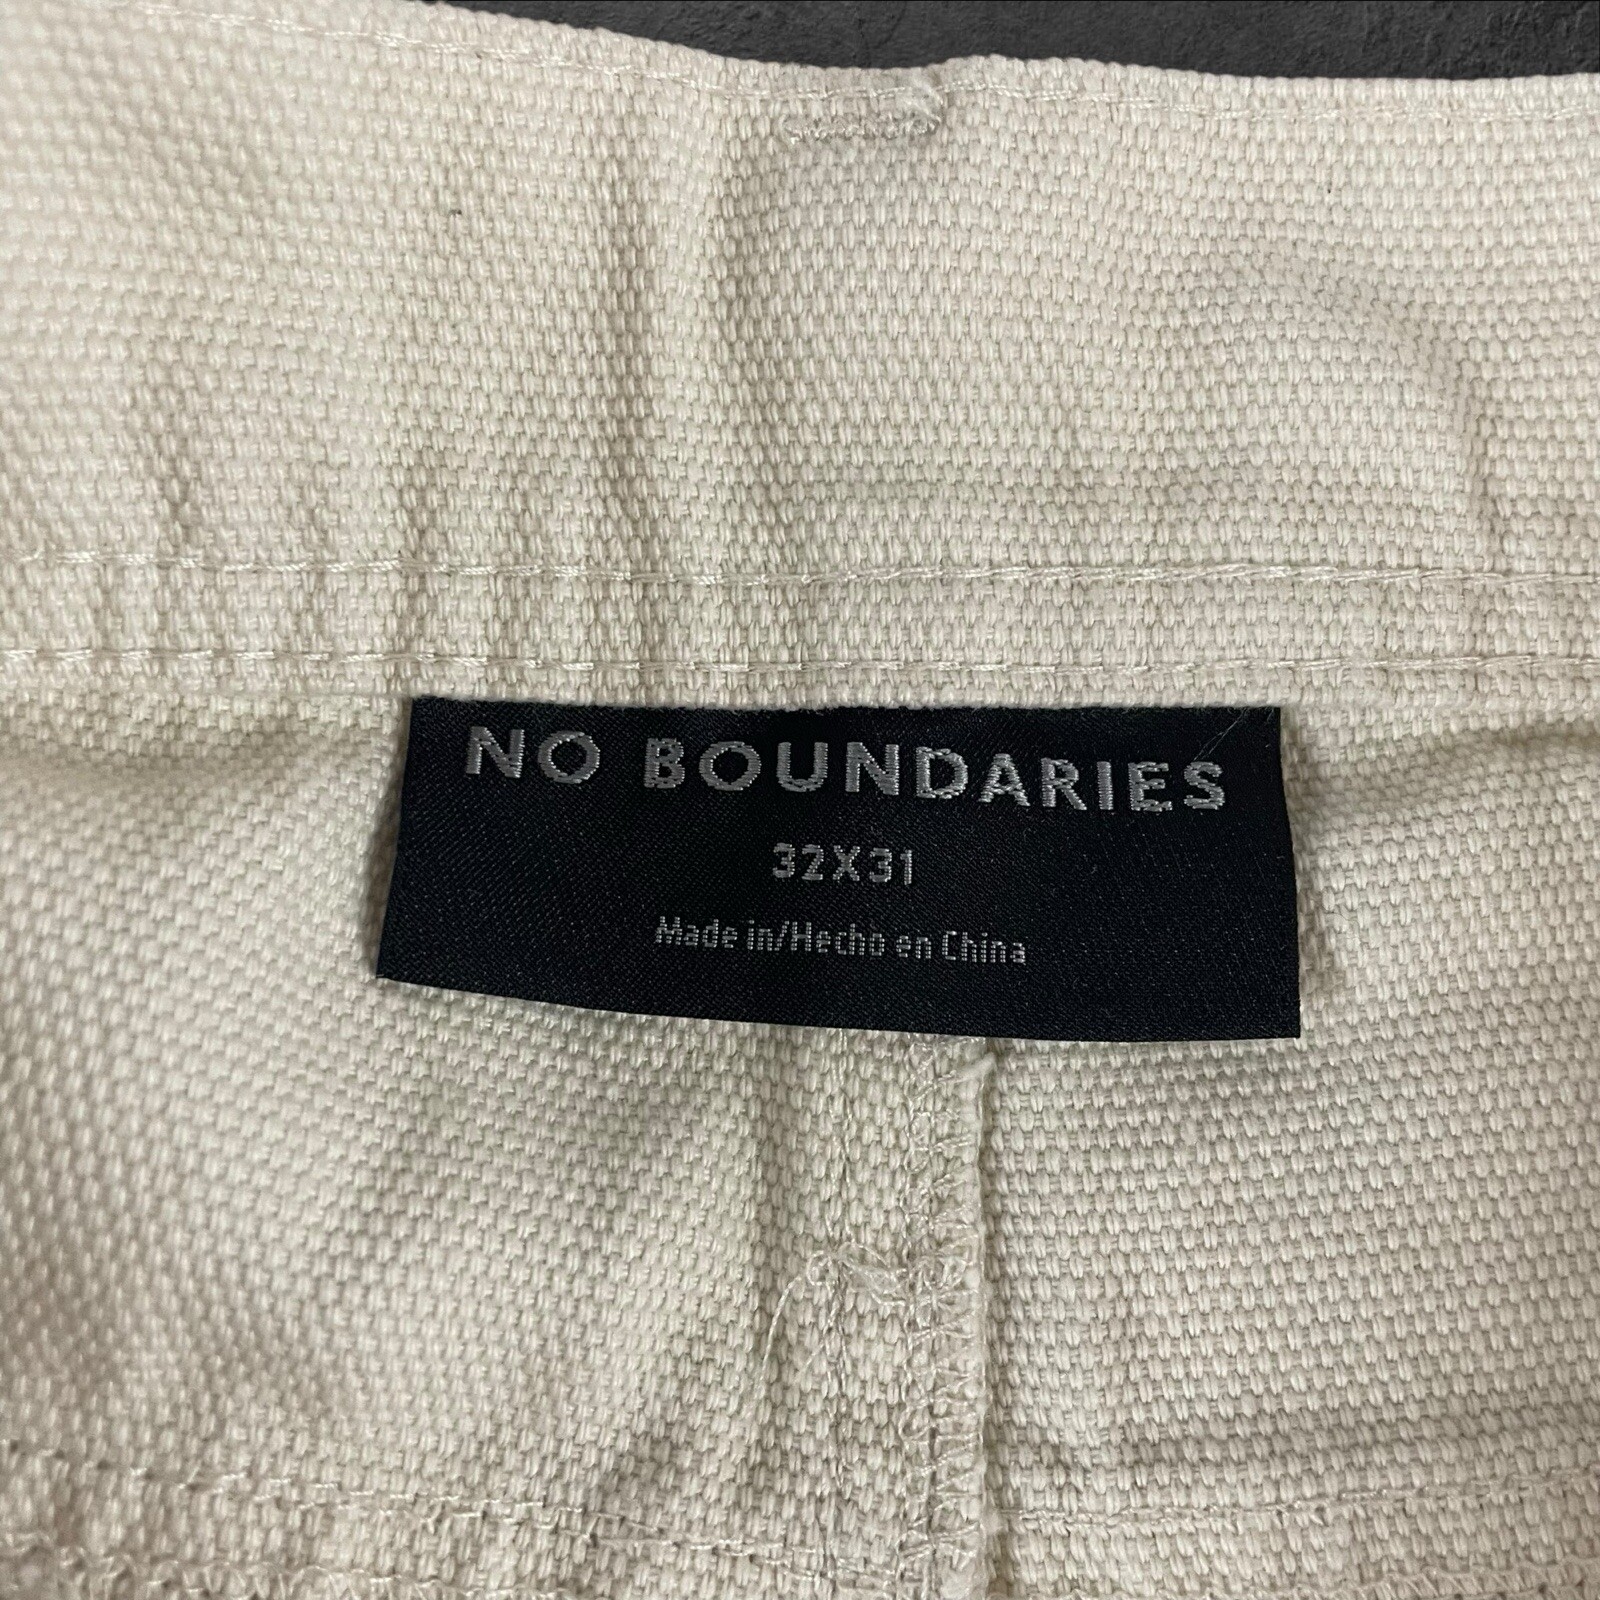 NO BOUNDARIES
32X31
Made in/Hecho en China